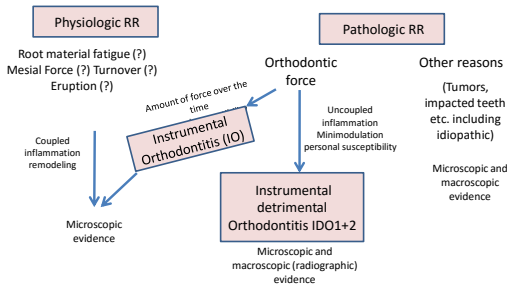 Physiologic RR
Root material fatigue (?)
Mesial Force (?) Turnover (?)
Eruption (?)
Pathologic RR
Orthodontic
force
Other reasons
(Tumors,
impacted teeth
etc. including
idiopathic)
Amount of force over the
time
Instrumental
Orthodontitis (IO)
Coupled
inflammation
remodeling
Uncoupled
inflammation
Minimodulation
personal susceptibility
Microscopic and
macroscopic
evidence
Microscopic
evidence
Instrumental
detrimental
Orthodontitis IDO1+2
Microscopic and
macroscopic (radiographic)
evidence